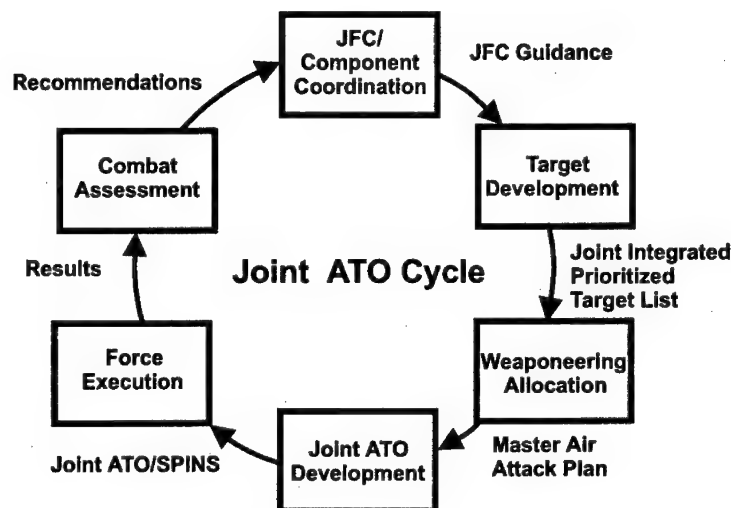 JFC/
Component
Coordination
JFC Guidance
Recommendations
Combat
Assessment
Target
Development
Results
Joint ATO Cycle
Joint Integrated
Prioritized
Target List
Force
Execution
Weaponeering
Allocation
Joint ATO/SPINS
Joint ATO
Development
Master Air
Attack Plan